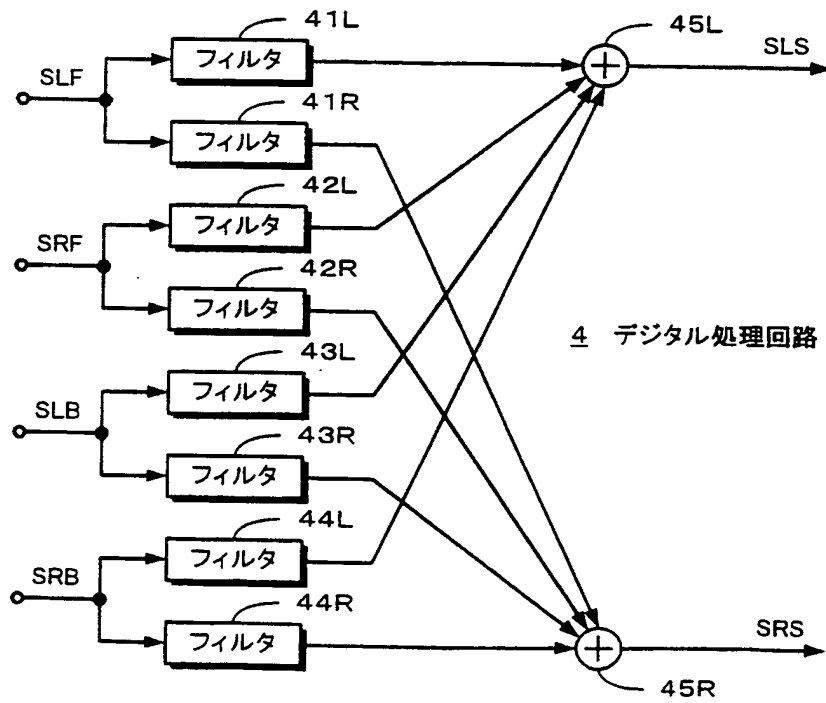 41L
フィルタ
SLF
41R
フィルタ
42L
フィルタ
SRF
42R
フィルタ
43L
フィルタ
SLB
43R
フィルタ
44L
フィルタ
SRB
44R
フィルタ
45L
+
SLS
4 デジタル処理回路
+
SRS
45R